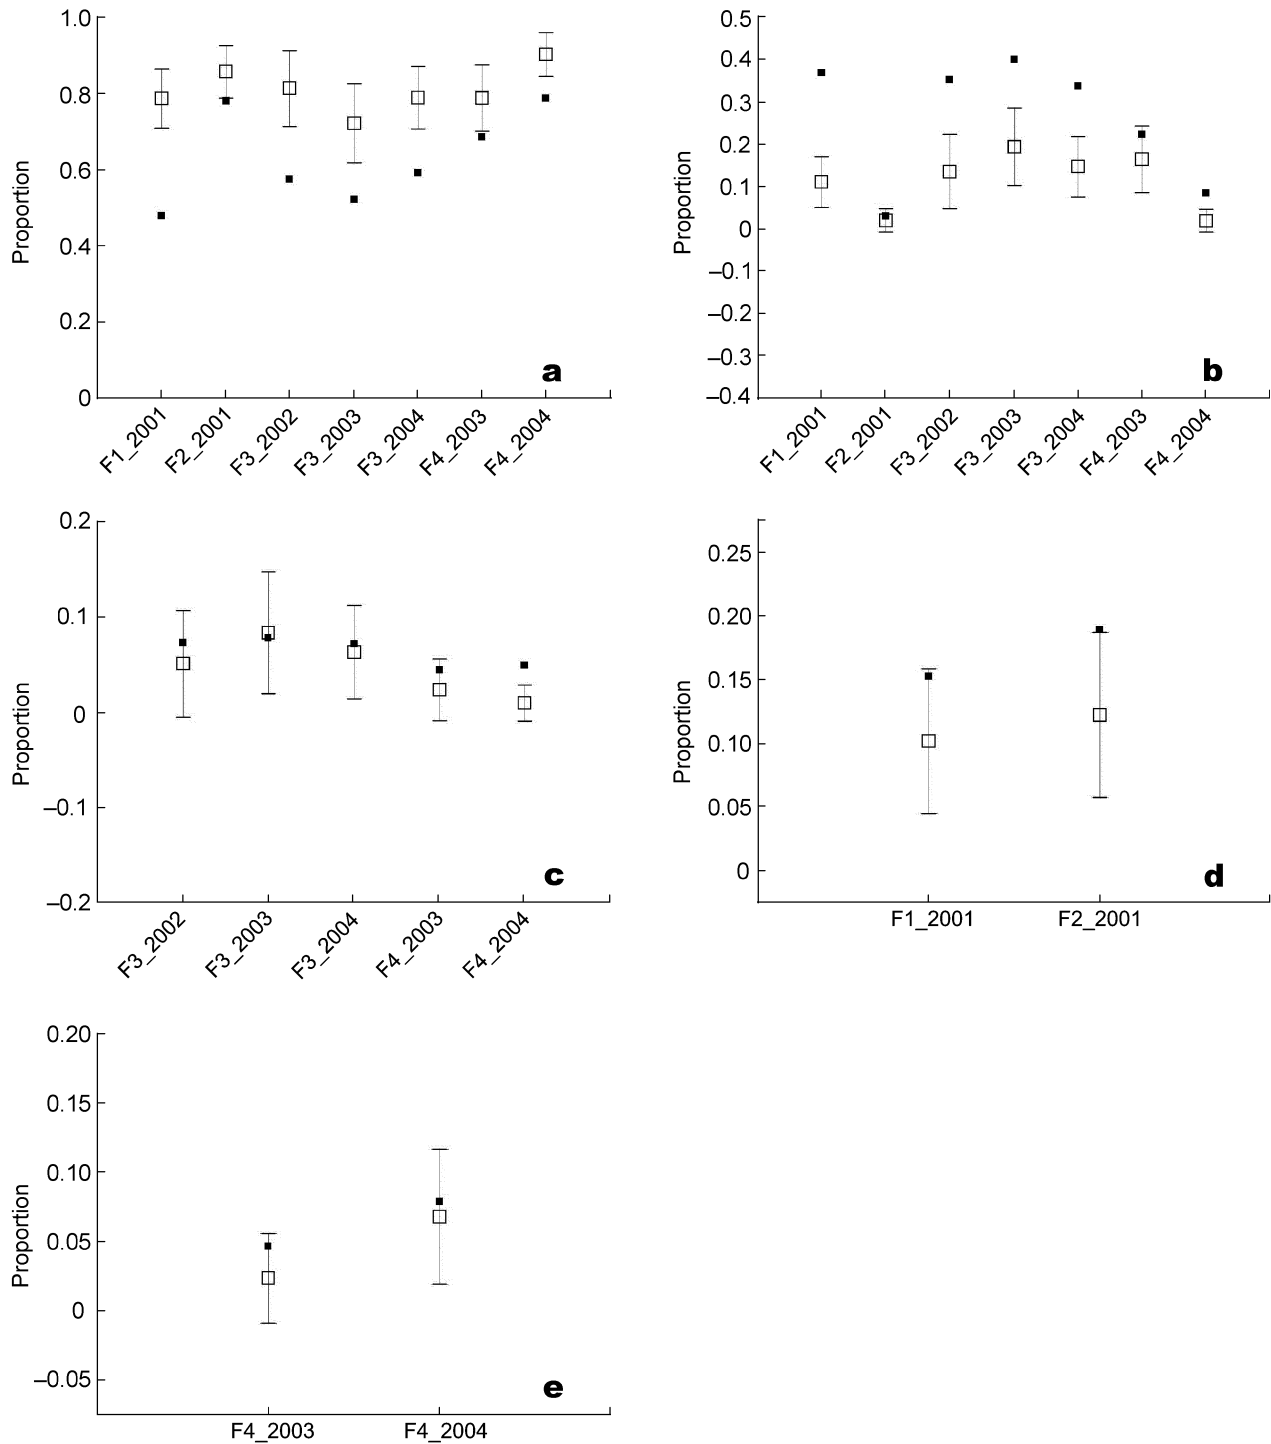 1.0
0.8
0.6
0.4
0.2
0
Proportion
F1_2001
F2_2001
F3_2002
F3_2003
F3_2004
F4_2003
F4_2004
a
0.5
0.4
0.3
0.2
0.1
0
–0.1
–0.2
–0.3
–0.4
Proportion
F1_2001
F2_2001
F3_2002
F3_2003
F3_2004
F4_2003
F4_2004
b
0.2
0.1
0
–0.1
–0.2
Proportion
F3_2002
F3_2003
F3_2004
F4_2003
F4_2004
c
0.25
0.20
0.15
0.10
0.05
0
Proportion
F1_2001
F2_2001
d
0.20
0.15
0.10
0.05
0
–0.05
Proportion
F4_2003
F4_2004
e